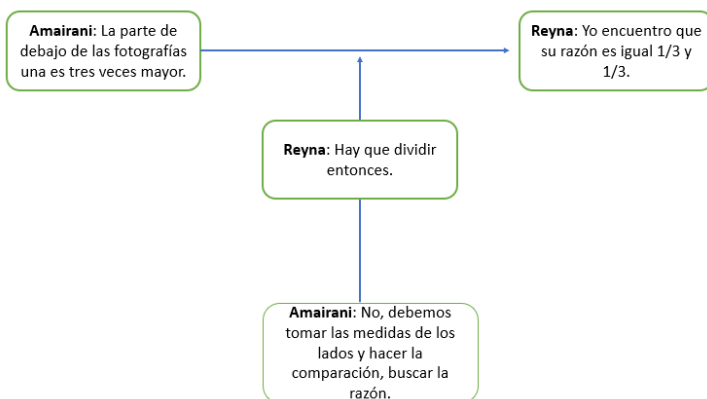 Amairani: La parte de
debajo de las fotografías
una es tres veces mayor.
Reyna: Yo encuentro que
su razón es igual 1/3 y
1/3.
Reyna: Hay que dividir
entonces.
Amairani: No, debemos
tomar las medidas de los
lados y hacer la
comparación, buscar la
razón.